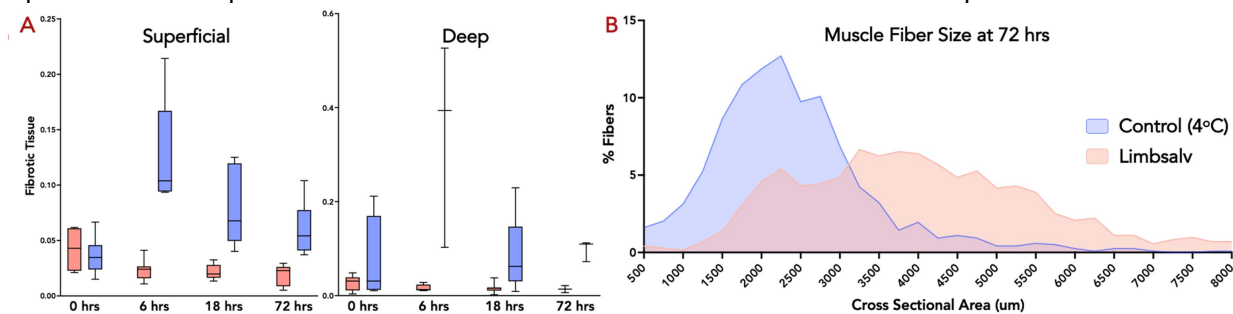 A
Superficial
Fibrotic Tissue
0.25
0.20
0.15
0.10
0.05
0.00
0 hrs 6 hrs 18 hrs 72 hrs
Deep
0.6
0.4
0.2
0.0
0 hrs 6 hrs 18 hrs 72 hrs
B
Muscle Fiber Size at 72 hrs
% Fibers
15
10
5
0
Control (4°C)
Limbsalv
500 1000 1500 2000 2500 3000 3500 4000 4500 5000 5500 6000 6500 7000 7500 8000
Cross Sectional Area (um)